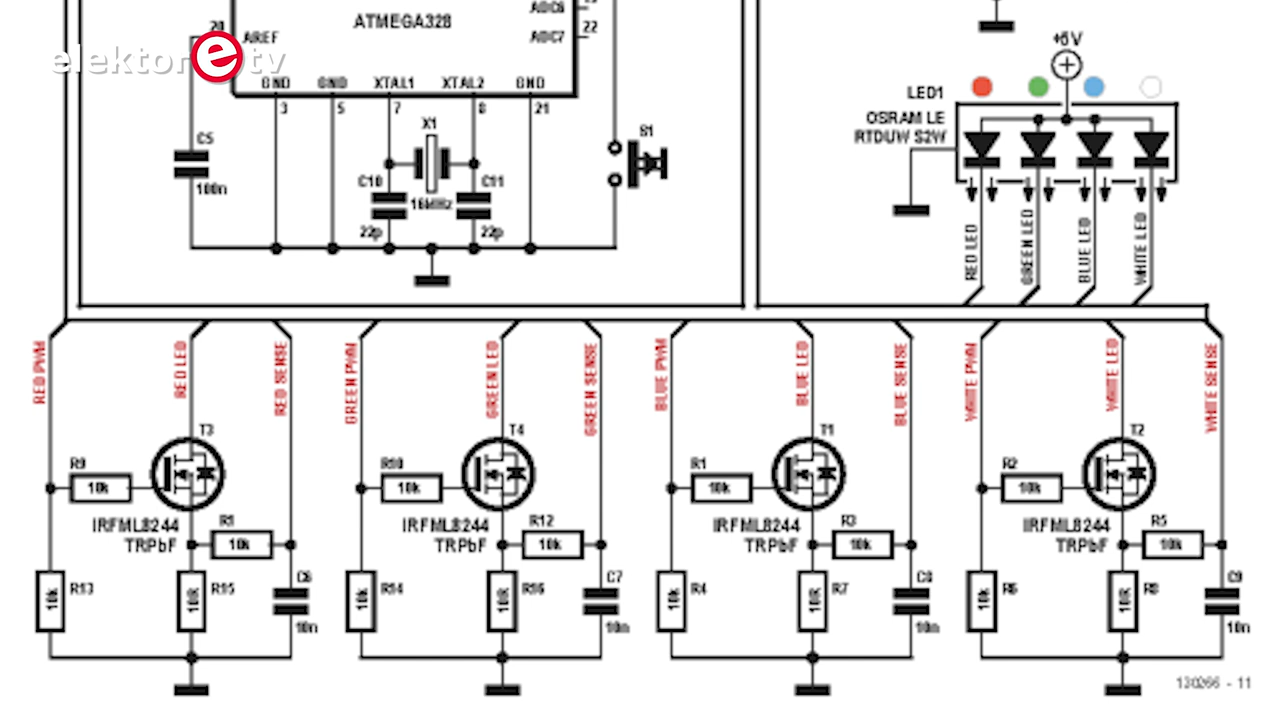 ADC6
19
20
ATMEGA328
ADC7
22
AREF
elektor e tv
GND
GND
XTAL1
XTAL2
GND
3
5
7
8
21
X1
S1
C5
100n
C10
16MHz
C11
22p
22p
+6V
LED1
OSRAM LE
RTDUW S2W
RED LED
GREEN LED
BLUE LED
WHITE LED
RED PWM
RED LED
RED SENSE
GREEN PWM
GREEN LED
GREEN SENSE
BLUE PWM
BLUE LED
BLUE SENSE
WHITE PWM
WHITE LED
WHITE SENSE
T3
T4
T1
T2
R9
10k
R10
10k
R1
10k
R2
10k
IRFML8244
TRPbF
R1
10k
IRFML8244
TRPbF
R12
10k
IRFML8244
TRPbF
R3
10k
IRFML8244
TRPbF
R5
10k
10k
R13
10R
R15
C6
10n
10k
R14
10R
R16
C7
10n
10k
R4
10R
R7
C8
10n
10k
R6
10R
R8
C9
10n
130266 - 11